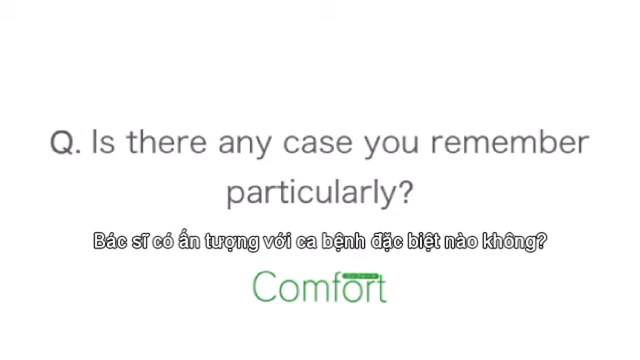 Q. Is there any case you remember
particularly?
Bác sĩ có ấn tượng với ca bệnh đặc biệt nào không?
Comfort